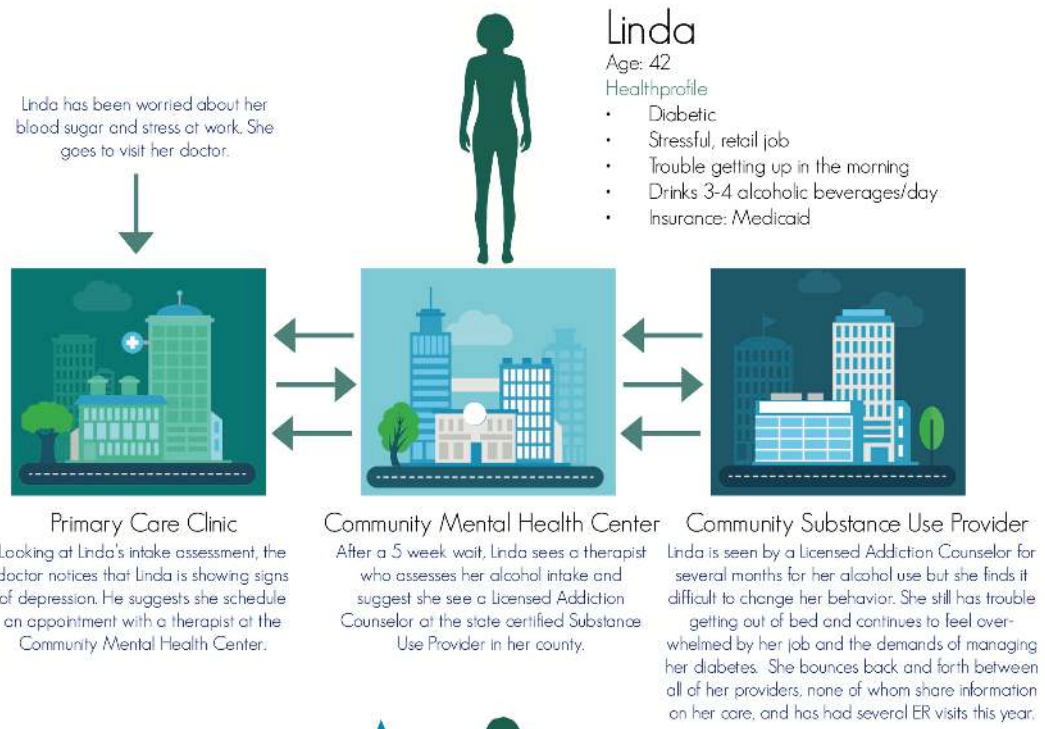 Linda
Age: 42
Healthprofile
• Diabetic
• Stressful, retail job
• Trouble getting up in the morning
• Drinks 3-4 alcoholic beverages/day
• Insurance: Medicaid
Linda has been worried about her
blood sugar and stress at work. She
goes to visit her doctor.
Primary Care Clinic
Looking at Linda's intake assessment, the
doctor notices that Linda is showing signs
of depression. He suggests she schedule
an appointment with a therapist at the
Community Mental Health Center.
Community Mental Health Center
After a 5 week wait, Linda sees a therapist
who assesses her alcohol intake and
suggest she see a Licensed Addiction
Counselor at the state certified Substance
Use Provider in her county.
Community Substance Use Provider
Linda is seen by a Licensed Addiction Counselor for
several months for her alcohol use but she finds it
difficult to change her behavior. She still has trouble
getting out of bed and continues to feel over-
whelmed by her job and the demands of managing
her diabetes. She bounces back and forth between
all of her providers, none of whom share information
on her care, and has had several ER visits this year.